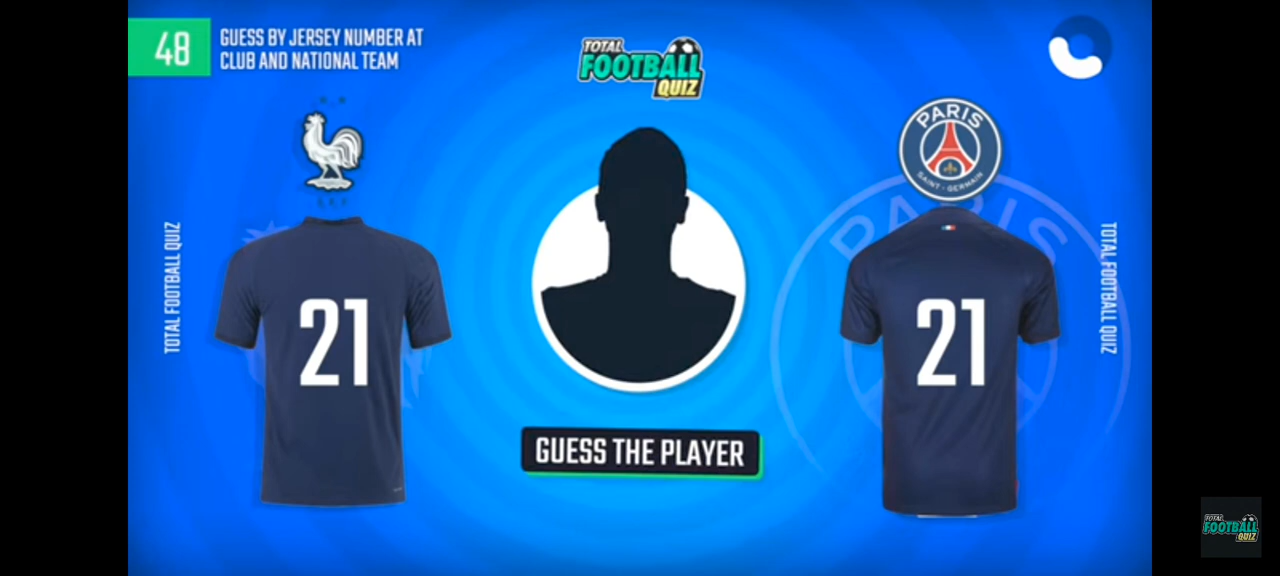 48
GUESS BY JERSEY NUMBER AT
CLUB AND NATIONAL TEAM
TOTAL
FOOTBALL
QUIZ
PARIS
SAINT-GERMAIN
TOTAL FOOTBALL QUIZ
21
PARIS
21
TOTAL FOOTBALL QUIZ
GUESS THE PLAYER
TOTAL
FOOTBALL
QUIZ